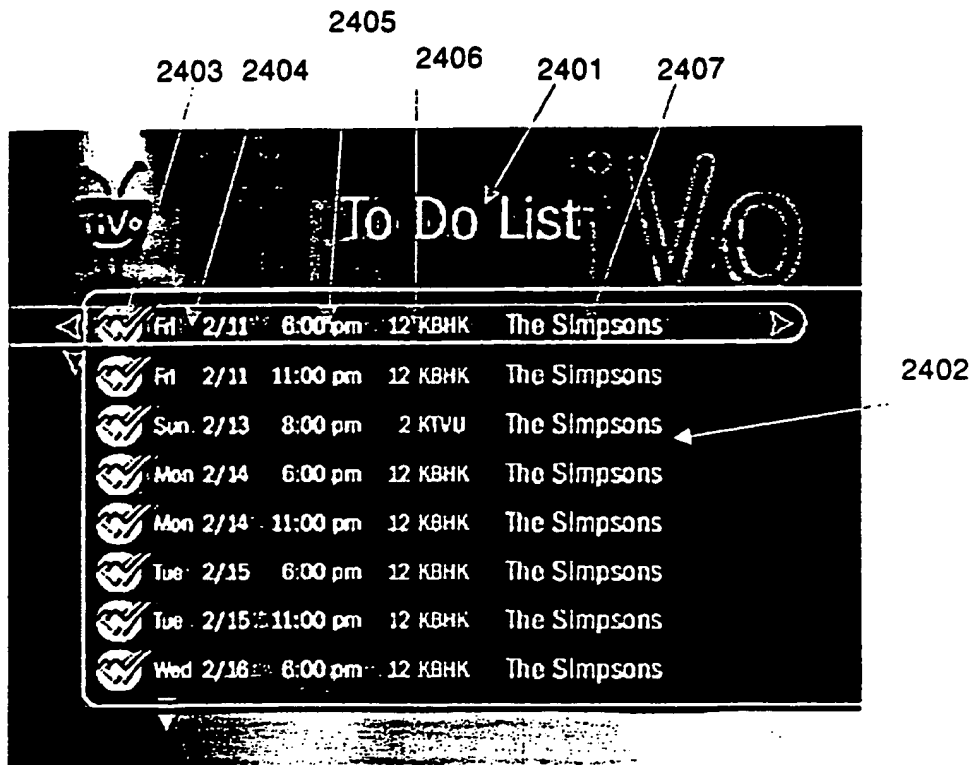 2405
2403 2404 2406 2401 2407
TiVo
To Do List
TiVo
Fri 2/11 6:00 pm 12 KBHK The Simpsons
2402
Fri 2/11 11:00 pm 12 KBHK The Simpsons
Sun 2/13 8:00 pm 2 KTVU The Simpsons
Mon 2/14 6:00 pm 12 KBHK The Simpsons
Mon 2/14 11:00 pm 12 KBHK The Simpsons
Tue 2/15 6:00 pm 12 KBHK The Simpsons
Tue 2/15 11:00 pm 12 KBHK The Simpsons
Wed 2/16 6:00 pm 12 KBHK The Simpsons